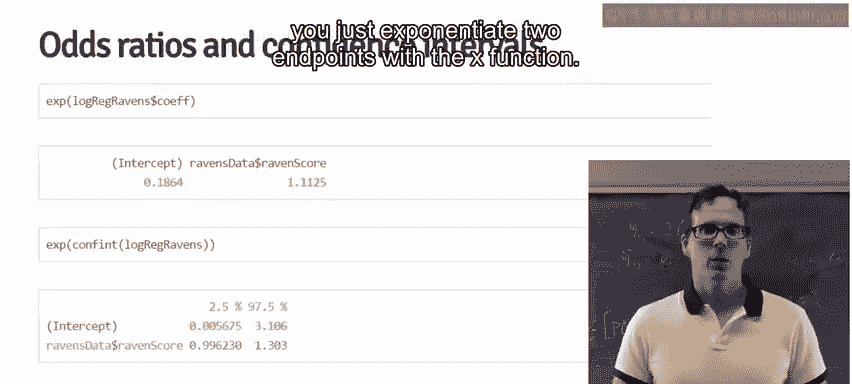 you just exponentiate two
endpoints with the x function.
Odds ratios and confidence intervals
exp(logRegRavens$coeff)
(Intercept) ravensData$ravenScore
0.1864 1.1125
exp(confint(logRegRavens))
2.5 % 97.5 %
(Intercept) 0.005675 3.106
ravensData$ravenScore 0.996230 1.303